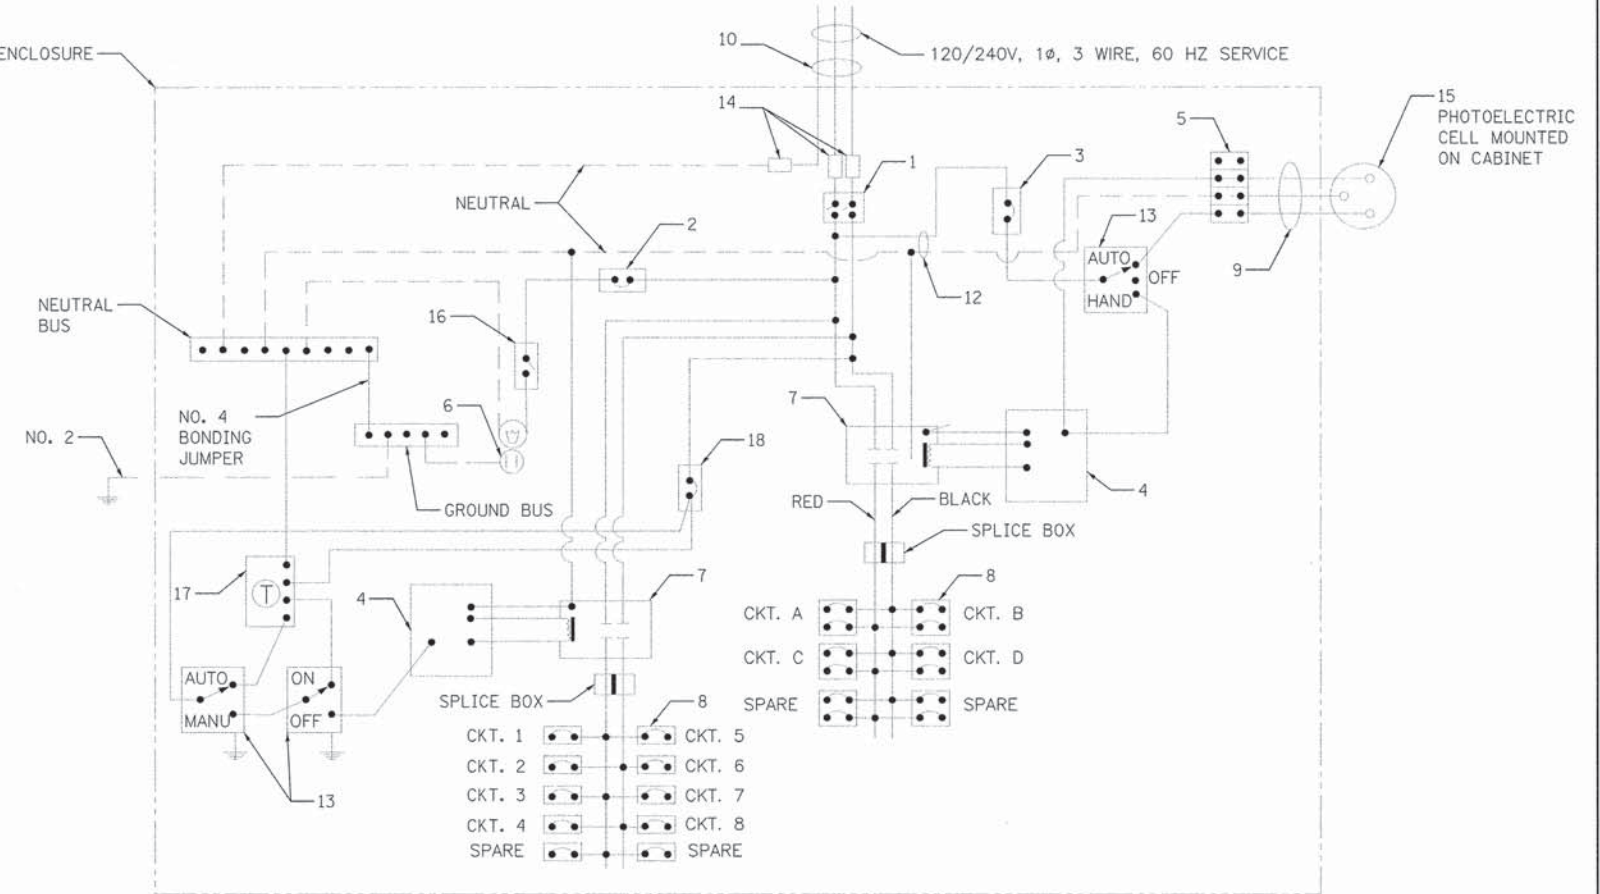 10
120/240V, 1ø, 3 WIRE, 60 HZ SERVICE
ENCLOSURE
14
15
PHOTOELECTRIC
CELL MOUNTED
ON CABINET
5
1
3
NEUTRAL
2
13
AUTO
OFF
HAND
9
12
NEUTRAL
BUS
16
6
7
NO. 4
BONDING
JUMPER
NO. 2
18
GROUND BUS
RED
BLACK
4
SPLICE BOX
17
T
4
7
8
CKT. A
CKT. B
CKT. C
CKT. D
SPARE
SPARE
AUTO
MANU
ON
OFF
13
SPLICE BOX
8
CKT. 1
CKT. 5
CKT. 2
CKT. 6
CKT. 3
CKT. 7
CKT. 4
CKT. 8
SPARE
SPARE